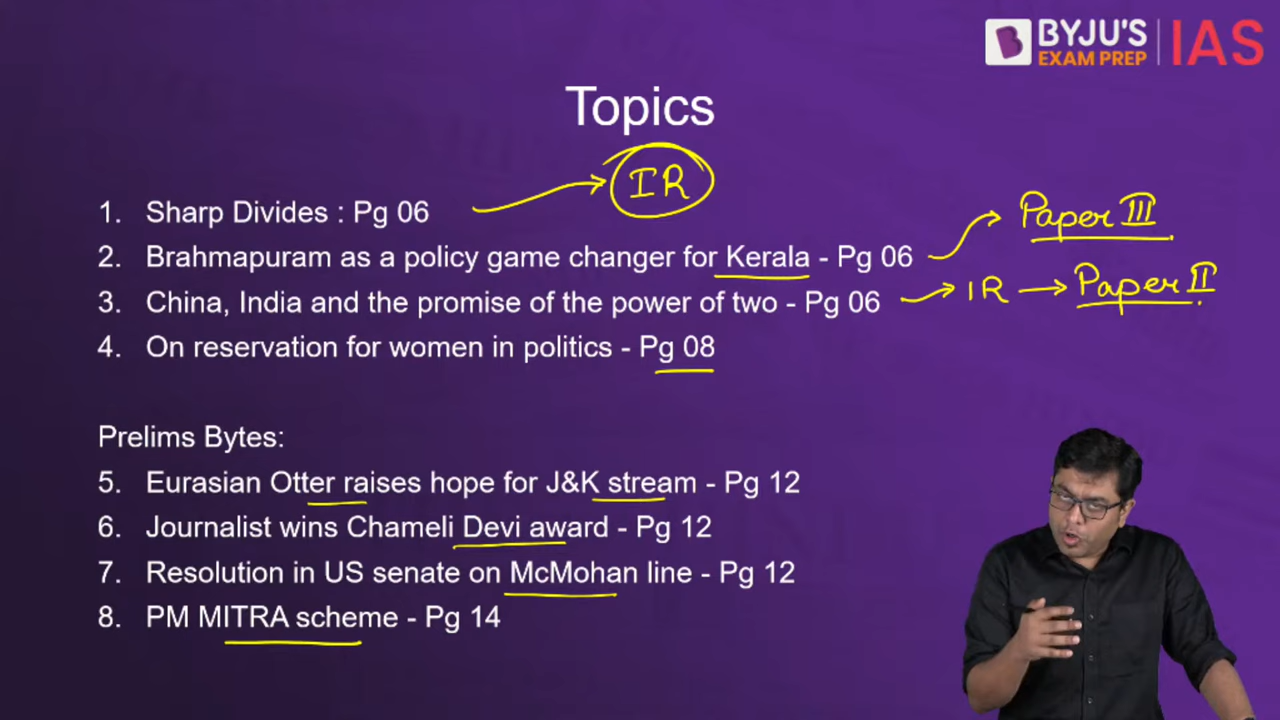 BYJU'S
EXAM PREP
IAS
Topics
IR
1. Sharp Divides : Pg 06
Paper III
2. Brahmapuram as a policy game changer for Kerala - Pg 06
3. China, India and the promise of the power of two - Pg 06
IR → Paper II
4. On reservation for women in politics - Pg 08
Prelims Bytes:
5. Eurasian Otter raises hope for J&K stream - Pg 12
6. Journalist wins Chameli Devi award - Pg 12
7. Resolution in US senate on McMohan line - Pg 12
8. PM MITRA scheme - Pg 14